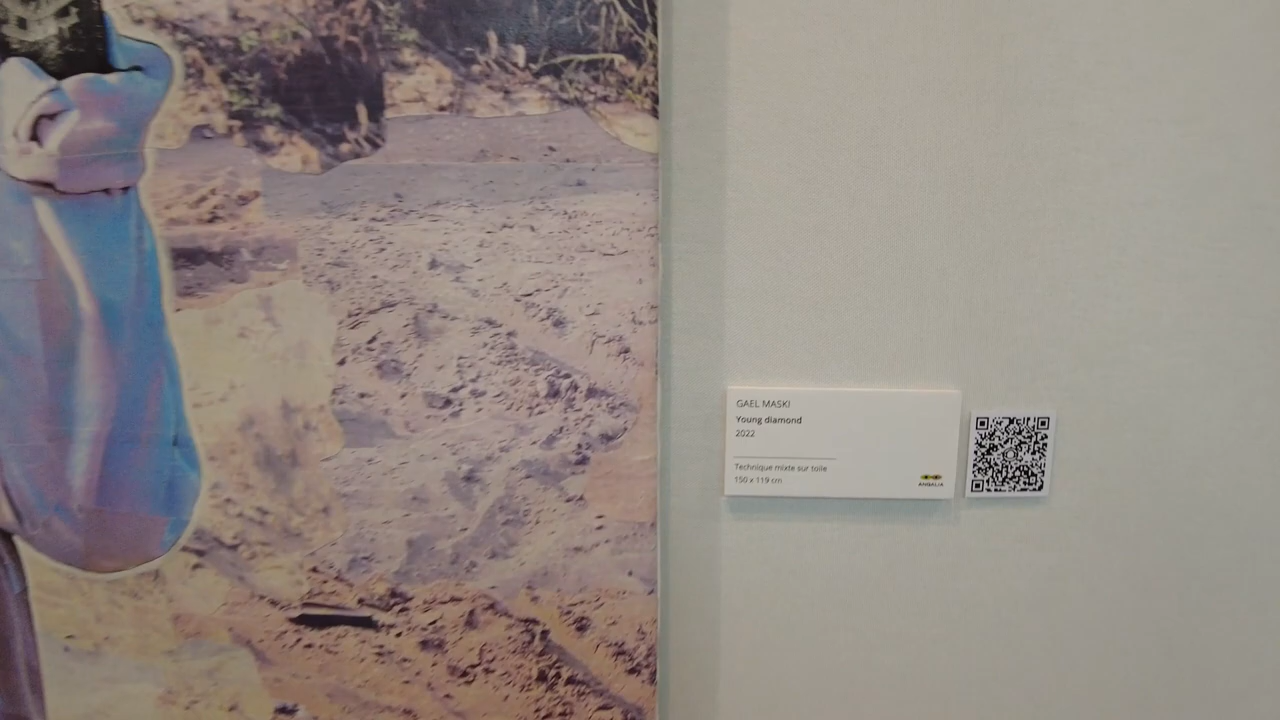 GAEL MASKI
Young diamond
2022
Technique mixte sur toile
150 x 119 cm
ANGALIA